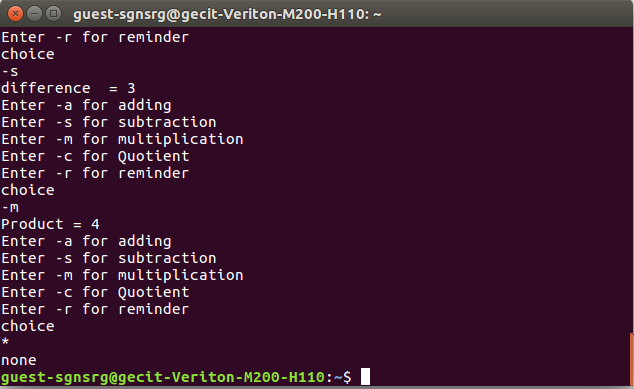 guest-sgnsrg@gecit-Veriton-M200-H110: ~
Enter -r for reminder
choice
-s
difference  = 3
Enter -a for adding
Enter -s for subtraction
Enter -m for multiplication
Enter -c for Quotient
Enter -r for reminder
choice
-m
Product = 4
Enter -a for adding
Enter -s for subtraction
Enter -m for multiplication
Enter -c for Quotient
Enter -r for reminder
choice
*
none
guest-sgnsrg@gecit-Veriton-M200-H110:~$